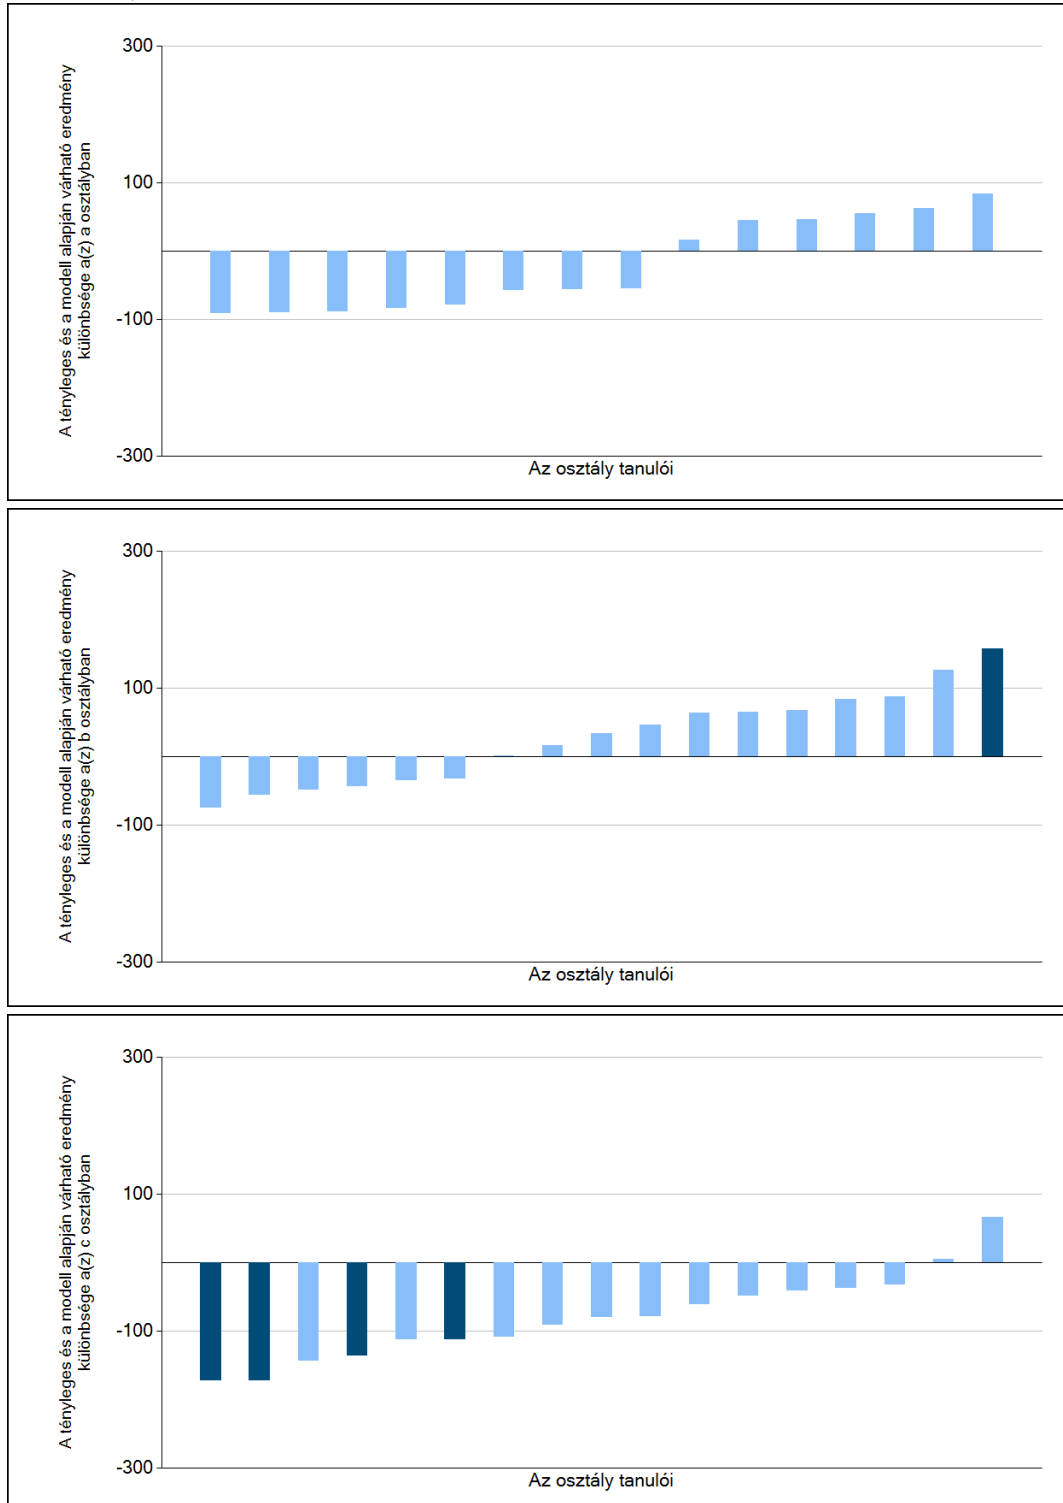 A tényleges és a modell alapján várható eredmény
különbsége a(z) a osztályban
300
100
-100
-300
Az osztály tanulói
A tényleges és a modell alapján várható eredmény
különbsége a(z) b osztályban
300
100
-100
-300
Az osztály tanulói
A tényleges és a modell alapján várható eredmény
különbsége a(z) c osztályban
300
100
-100
-300
Az osztály tanulói